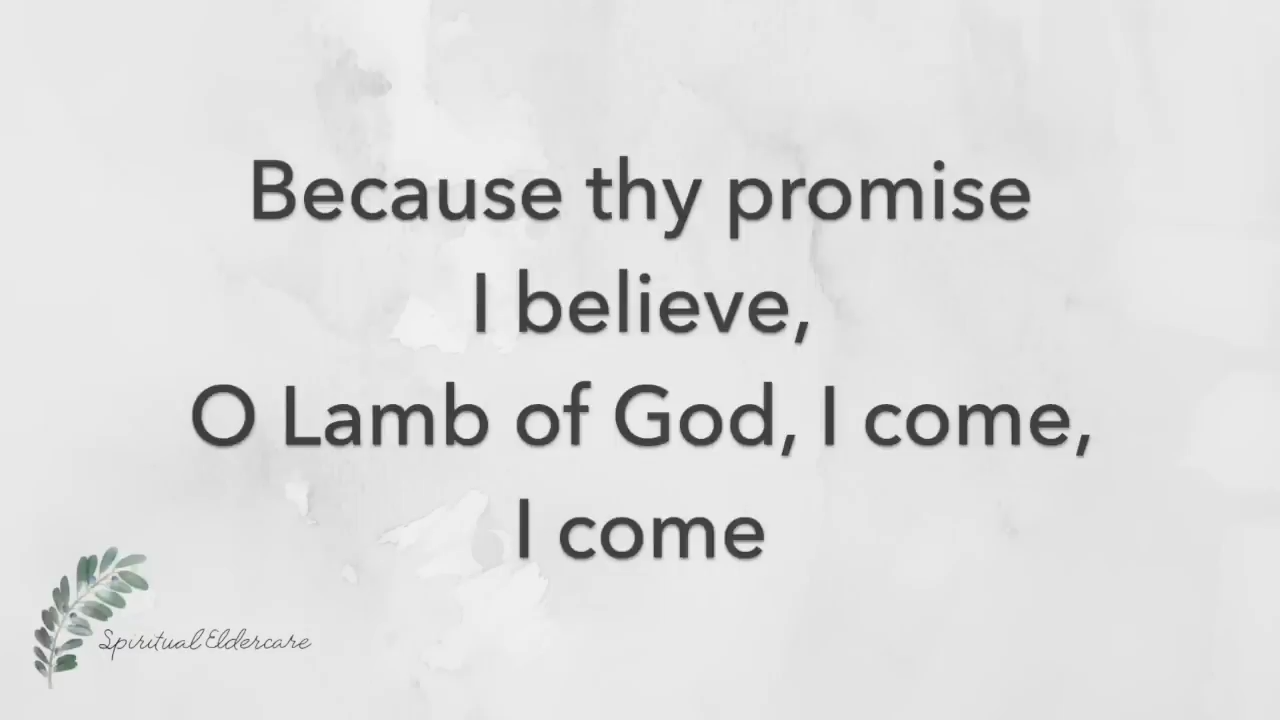 Because thy promise
I believe,
O Lamb of God, I come,
I come
Spiritual Eldercare